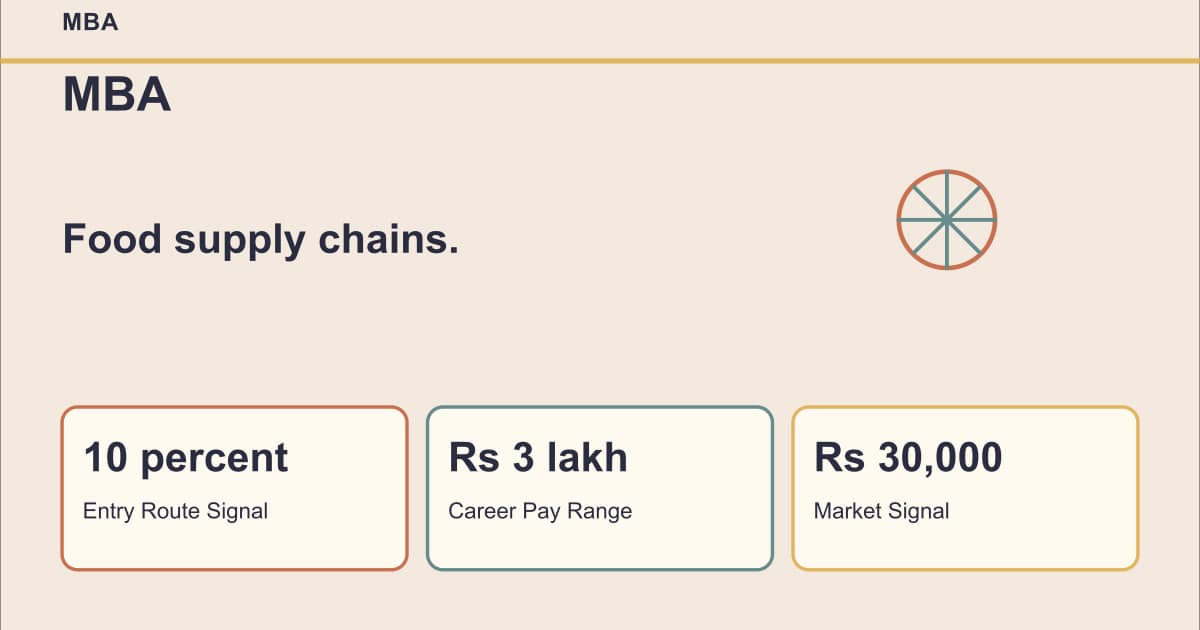 MBA
MBA
Food supply chains.
10 percent
Entry Route Signal
Rs 3 lakh
Career Pay Range
Rs 30,000
Market Signal